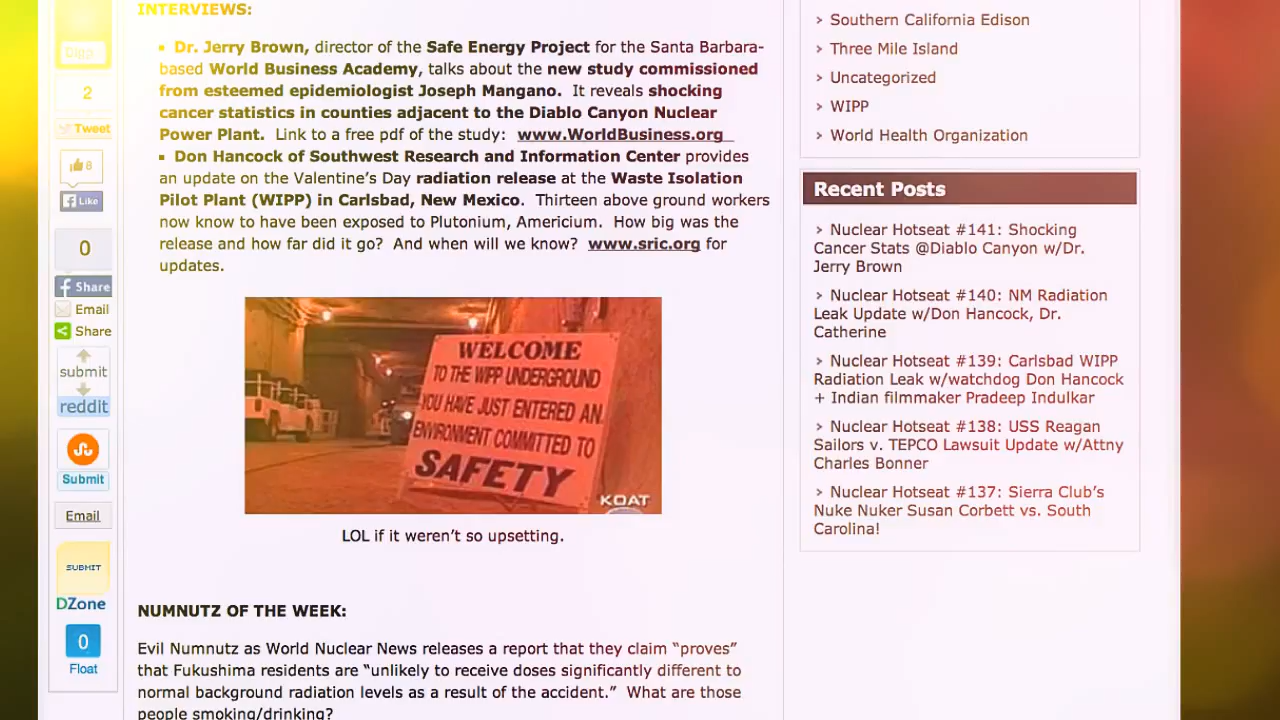 INTERVIEWS:
Dr. Jerry Brown, director of the Safe Energy Project for the Santa Barbara-
based World Business Academy, talks about the new study commissioned
from esteemed epidemiologist Joseph Mangano. It reveals shocking
cancer statistics in counties adjacent to the Diablo Canyon Nuclear
Power Plant. Link to a free pdf of the study: www.WorldBusiness.org
Don Hancock of Southwest Research and Information Center provides
an update on the Valentine's Day radiation release at the Waste Isolation
Pilot Plant (WIPP) in Carlsbad, New Mexico. Thirteen above ground workers
now know to have been exposed to Plutonium, Americium. How big was the
release and how far did it go? And when will we know? www.sric.org for
updates.
WELCOME
TO THE WIPP UNDERGROUND
YOU HAVE JUST ENTERED AN
ENVIRONMENT COMMITTED TO
SAFETY
KOAT
LOL if it weren't so upsetting.
NUMNUTZ OF THE WEEK:
Evil Numnutz as World Nuclear News releases a report that they claim “proves”
that Fukushima residents are “unlikely to receive doses significantly different to
normal background radiation levels as a result of the accident.” What are those
people smoking/drinking?
Digg
2
Tweet
8
Like
0
Share
Email
Share
submit
reddit
Submit
Email
SUBMIT
DZone
0
Float
> Southern California Edison
> Three Mile Island
> Uncategorized
> WIPP
> World Health Organization
Recent Posts
> Nuclear Hotseat #141: Shocking
Cancer Stats @Diablo Canyon w/Dr.
Jerry Brown
> Nuclear Hotseat #140: NM Radiation
Leak Update w/Don Hancock, Dr.
Catherine
> Nuclear Hotseat #139: Carlsbad WIPP
Radiation Leak w/watchdog Don Hancock
+ Indian filmmaker Pradeep Indulkar
> Nuclear Hotseat #138: USS Reagan
Sailors v. TEPCO Lawsuit Update w/Attny
Charles Bonner
> Nuclear Hotseat #137: Sierra Club's
Nuke Nuker Susan Corbett vs. South
Carolina!